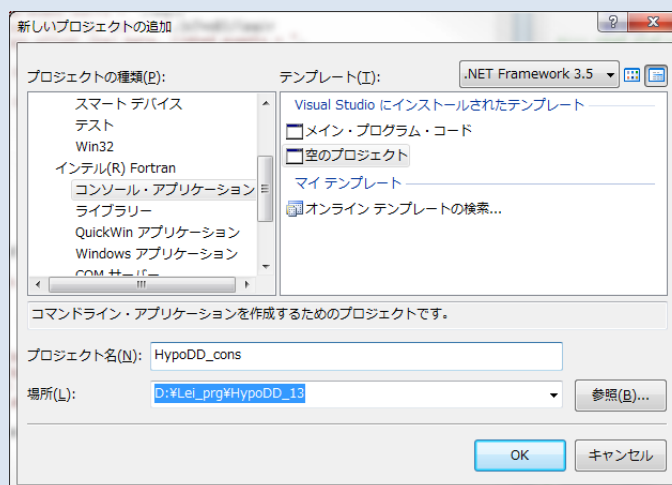 新しいプロジェクトの追加
プロジェクトの種類(P):
テンプレート(T):
.NET Framework 3.5
スマート デバイス
テスト
Win32
インテル(R) Fortran
コンソール・アプリケーション
ライブラリー
QuickWin アプリケーション
Windows アプリケーション
COM サーバー
Visual Studio にインストールされたテンプレート
メイン・プログラム・コード
空のプロジェクト
マイ テンプレート
オンライン テンプレートの検索...
コマンドライン・アプリケーションを作成するためのプロジェクトです。
プロジェクト名(N):
HypoDD_cons
場所(L):
D:¥Lei_prg¥HypoDD_13
参照(B)...
OK
キャンセル